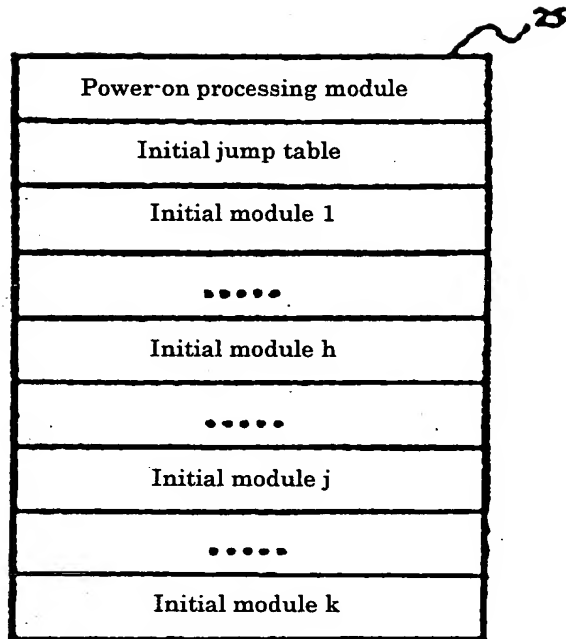 25
Power-on processing module
Initial jump table
Initial module 1
.....
Initial module h
.....
Initial module j
.....
Initial module k